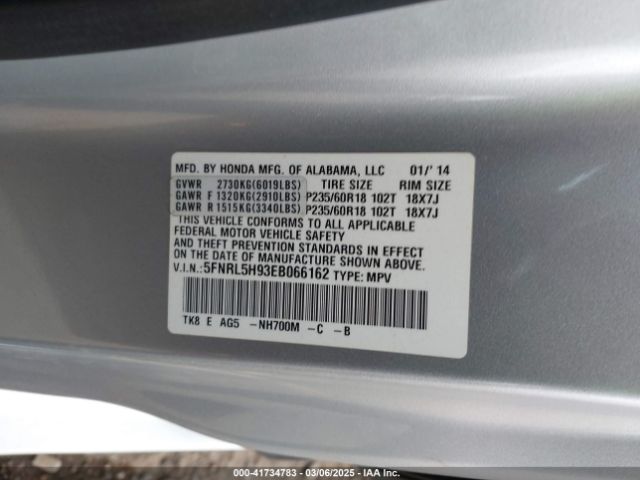 MFD. BY HONDA MFG. OF ALABAMA, LLC 01/' 14
GVWR 2730KG(6019LBS) TIRE SIZE RIM SIZE
GAWR F 1320KG(2910LBS) P235/60R18 102T 18X7J
GAWR R 1515KG(3340LBS) P235/60R18 102T 18X7J
THIS VEHICLE CONFORMS TO ALL APPLICABLE
FEDERAL MOTOR VEHICLE SAFETY
AND THEFT PREVENTION STANDARDS IN EFFECT
ON THE DATE OF MANUFACTURE SHOWN ABOVE.
V.I.N.:5FNRL5H93EB066162 TYPE: MPV
TK8 E AG5 -NH700M -C -B
000-41734783 - 03/06/2025 - IAAI.COM